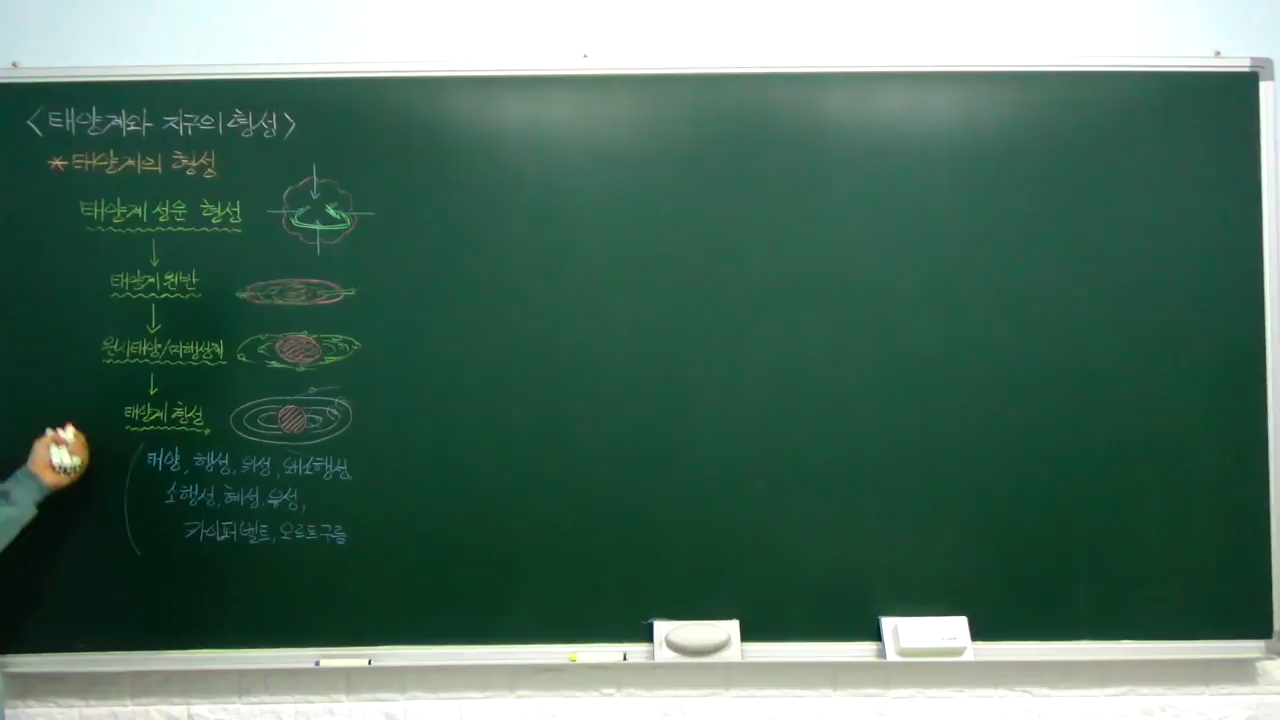 <태양계와 지구의 형성>
*태양계의 형성
태양계 성운 형성
↓
태양계 원반
↓
원시태양/미행성체
↓
태양계 형성
(태양, 행성, 위성, 왜소행성,
소행성, 혜성, 유성,
카이퍼벨트, 오르트구름